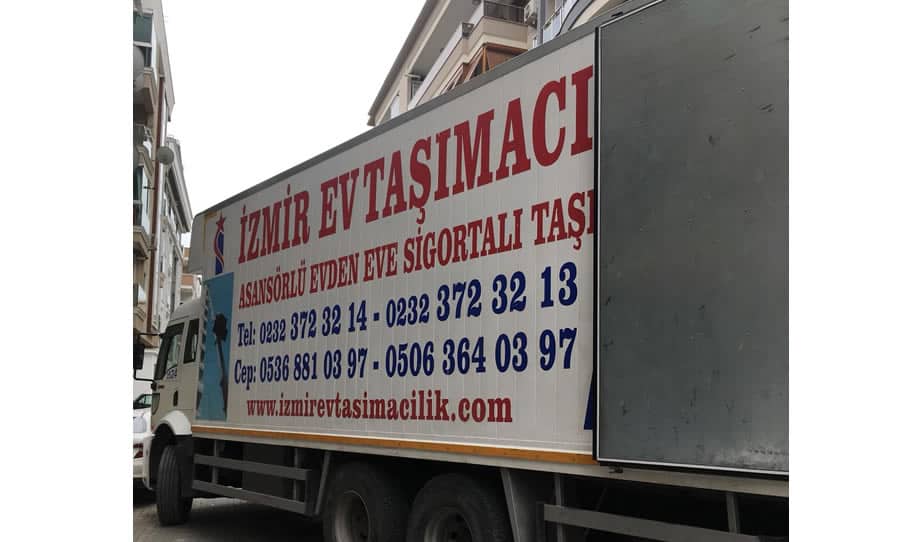 İZMİR EV TAŞIMACI
ASANSÖRLÜ EVDEN EVE SİGORTALI TAŞI
Tel: 0232 372 32 14 - 0232 372 32 13
Cep: 0536 881 03 97 - 0506 364 03 97
www.izmirevtasimacilik.com